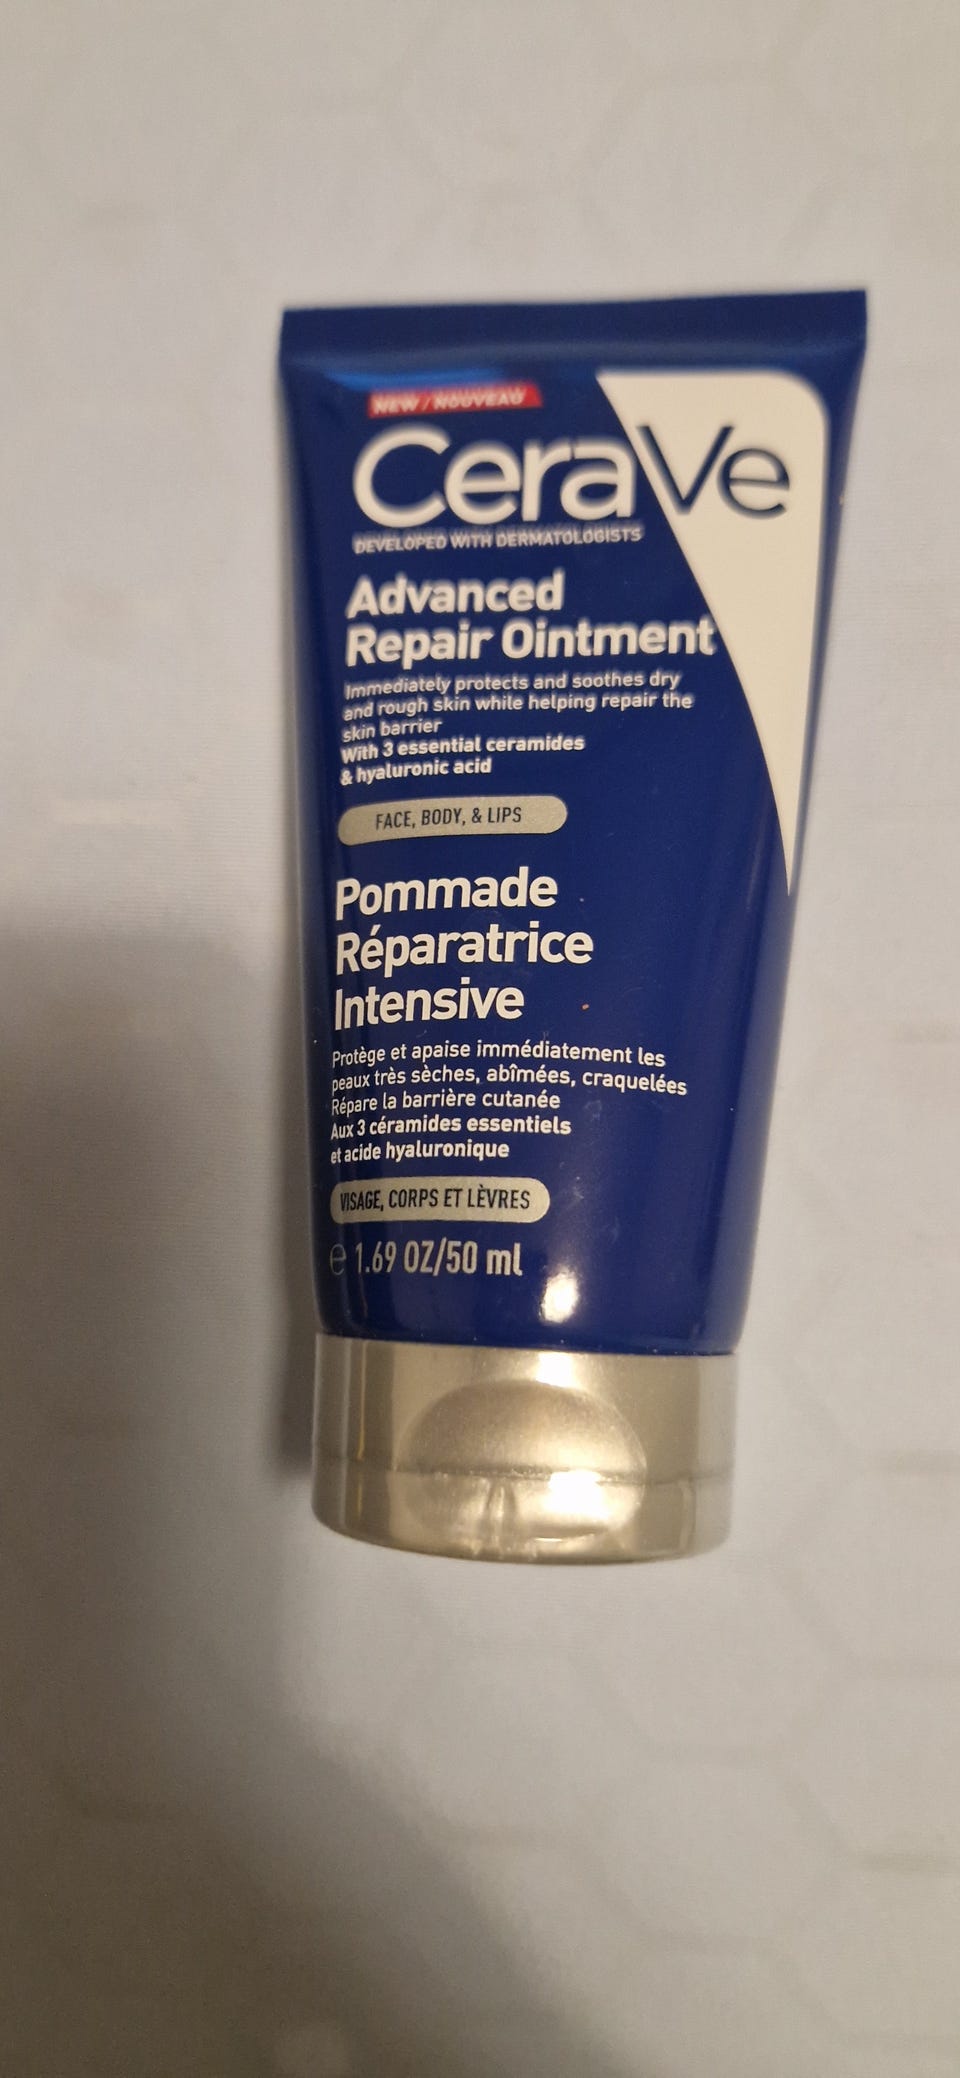 NEW / NOUVEAU
CeraVe
DEVELOPED WITH DERMATOLOGISTS
Advanced
Repair Ointment
Immediately protects and soothes dry
and rough skin while helping repair the
skin barrier
With 3 essential ceramides
& hyaluronic acid
FACE, BODY, & LIPS
Pommade
Réparatrice
Intensive
Protège et apaise immédiatement les
peaux très sèches, abîmées, craquelées
Répare la barrière cutanée
Aux 3 céramides essentiels
et acide hyaluronique
VISAGE, CORPS ET LÈVRES
℮ 1.69 OZ/50 ml